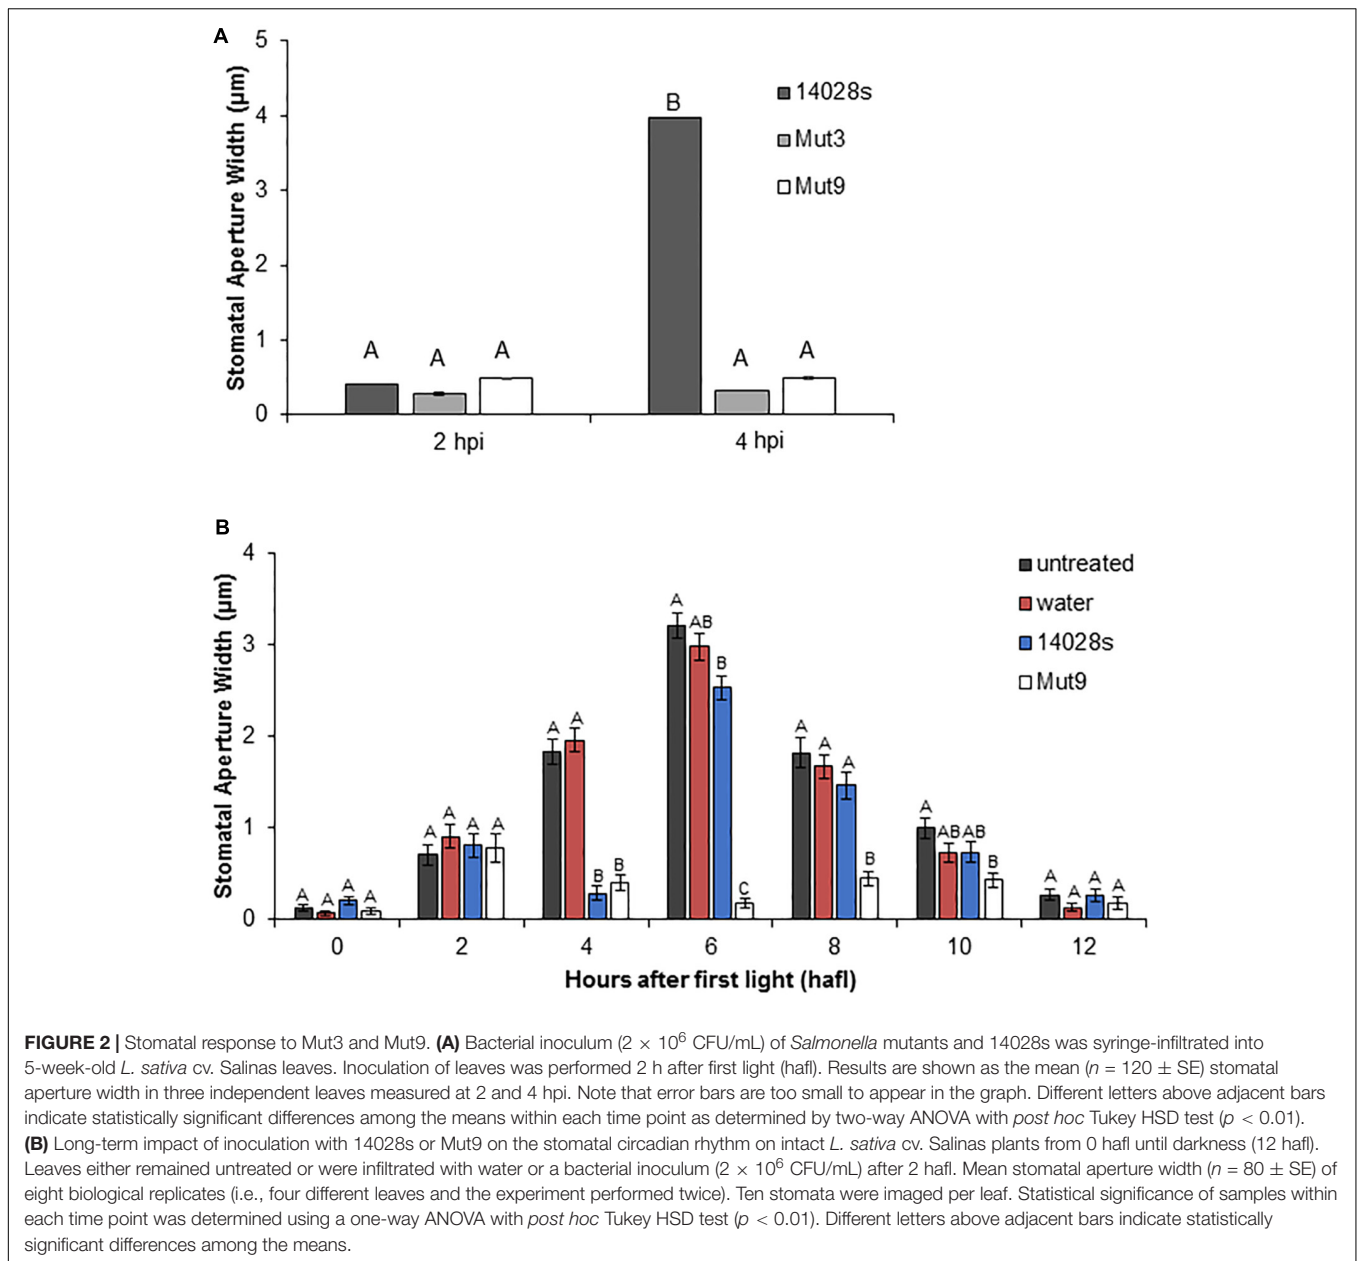 A
Stomatal Aperture Width (µm)
5
4
3
2
1
0
A
A
A
B
A
A
2 hpi
4 hpi
14028s
Mut3
Mut9
B
Stomatal Aperture Width (µm)
4
3
2
1
0
A A A A
A A A A
A A B B
A AB B C
A A A B
A AB AB B
A A A A
0 2 4 6 8 10 12
Hours after first light (hafl)
untreated
water
14028s
Mut9
FIGURE 2 | Stomatal response to Mut3 and Mut9. (A) Bacterial inoculum (2 × 10⁶ CFU/mL) of Salmonella mutants and 14028s was syringe-infiltrated into
5-week-old L. sativa cv. Salinas leaves. Inoculation of leaves was performed 2 h after first light (hafl). Results are shown as the mean (n = 120 ± SE) stomatal
aperture width in three independent leaves measured at 2 and 4 hpi. Note that error bars are too small to appear in the graph. Different letters above adjacent bars
indicate statistically significant differences among the means within each time point as determined by two-way ANOVA with post hoc Tukey HSD test (p < 0.01).
(B) Long-term impact of inoculation with 14028s or Mut9 on the stomatal circadian rhythm on intact L. sativa cv. Salinas plants from 0 hafl until darkness (12 hafl).
Leaves either remained untreated or were infiltrated with water or a bacterial inoculum (2 × 10⁶ CFU/mL) after 2 hafl. Mean stomatal aperture width (n = 80 ± SE) of
eight biological replicates (i.e., four different leaves and the experiment performed twice). Ten stomata were imaged per leaf. Statistical significance of samples within
each time point was determined using a one-way ANOVA with post hoc Tukey HSD test (p < 0.01). Different letters above adjacent bars indicate statistically
significant differences among the means.